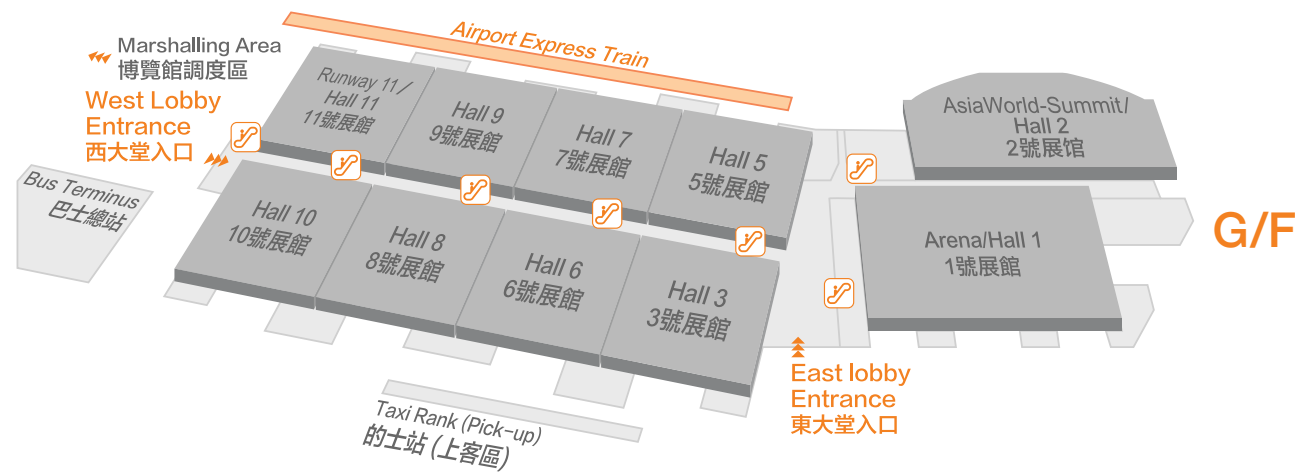 Airport Express Train
Marshalling Area
博覽館調度區
West Lobby
Entrance
西大堂入口
Runway 11/
Hall 11
11號展館
Hall 9
9號展館
Hall 7
7號展館
Hall 5
5號展館
AsiaWorld-Summit/
Hall 2
2號展馆
Bus Terminus
巴士總站
Hall 10
10號展館
Hall 8
8號展館
Hall 6
6號展館
Hall 3
3號展館
Arena/Hall 1
1號展館
G/F
East lobby
Entrance
東大堂入口
Taxi Rank (Pick-up)
的士站 (上客區)